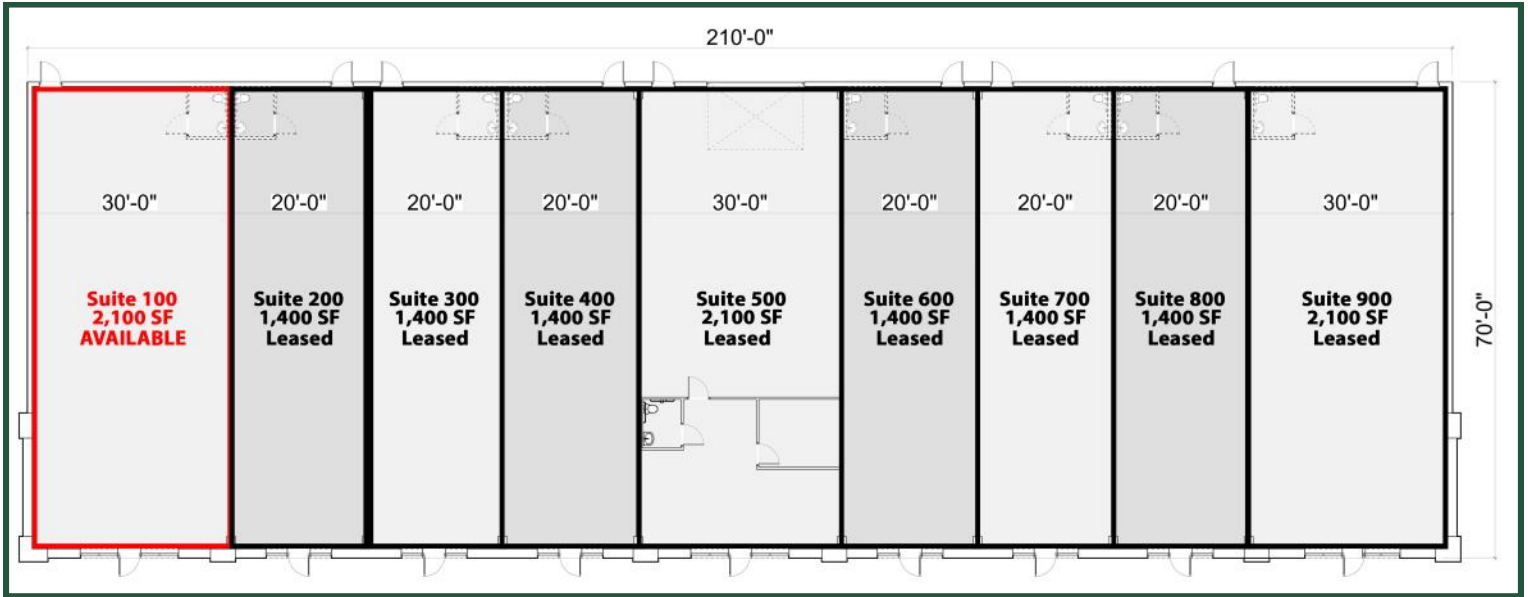 210'-0"
30'-0"
20'-0"
20'-0"
20'-0"
30'-0"
20'-0"
20'-0"
20'-0"
30'-0"
Suite 100
2,100 SF
AVAILABLE
Suite 200
1,400 SF
Leased
Suite 300
1,400 SF
Leased
Suite 400
1,400 SF
Leased
Suite 500
2,100 SF
Leased
Suite 600
1,400 SF
Leased
Suite 700
1,400 SF
Leased
Suite 800
1,400 SF
Leased
Suite 900
2,100 SF
Leased
70'-0"